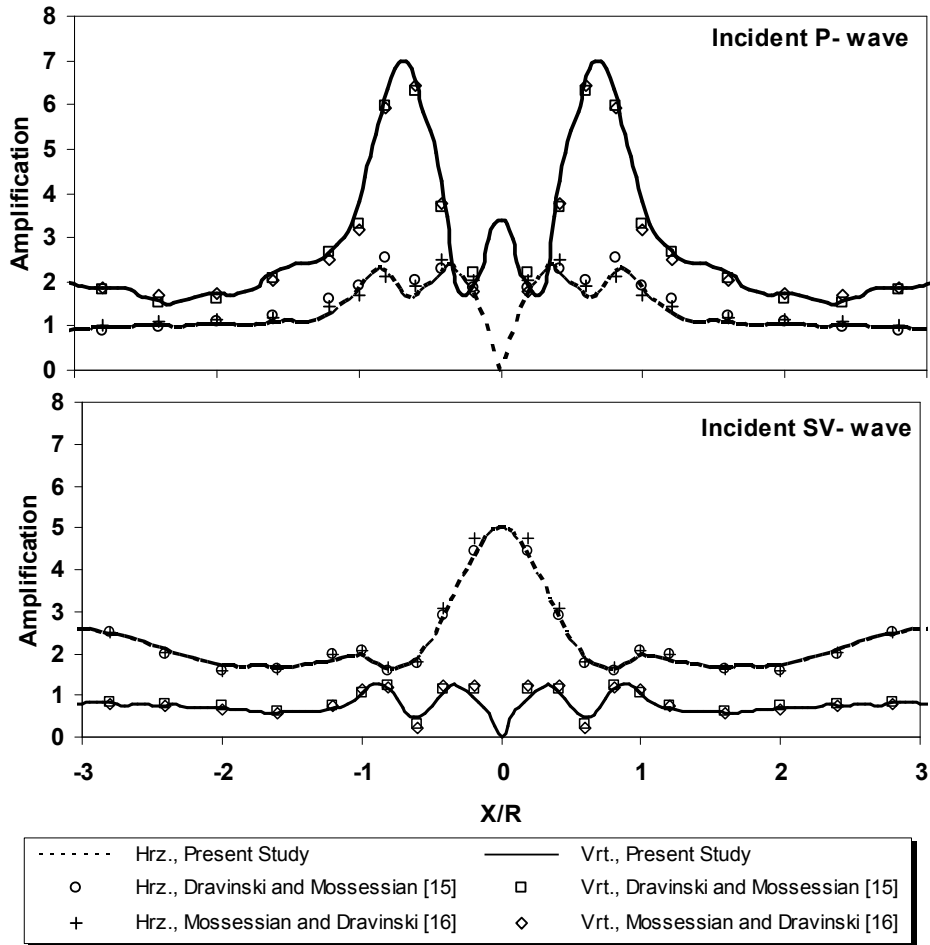 Incident P- wave
Amplification
8
7
6
5
4
3
2
1
0
Incident SV- wave
Amplification
8
7
6
5
4
3
2
1
0
-3 -2 -1 0 1 2 3
X/R
Hrz., Present Study Vrt., Present Study
Hrz., Dravinski and Mossessian [15] Vrt., Dravinski and Mossessian [15]
Hrz., Mossessian and Dravinski [16] Vrt., Mossessian and Dravinski [16]